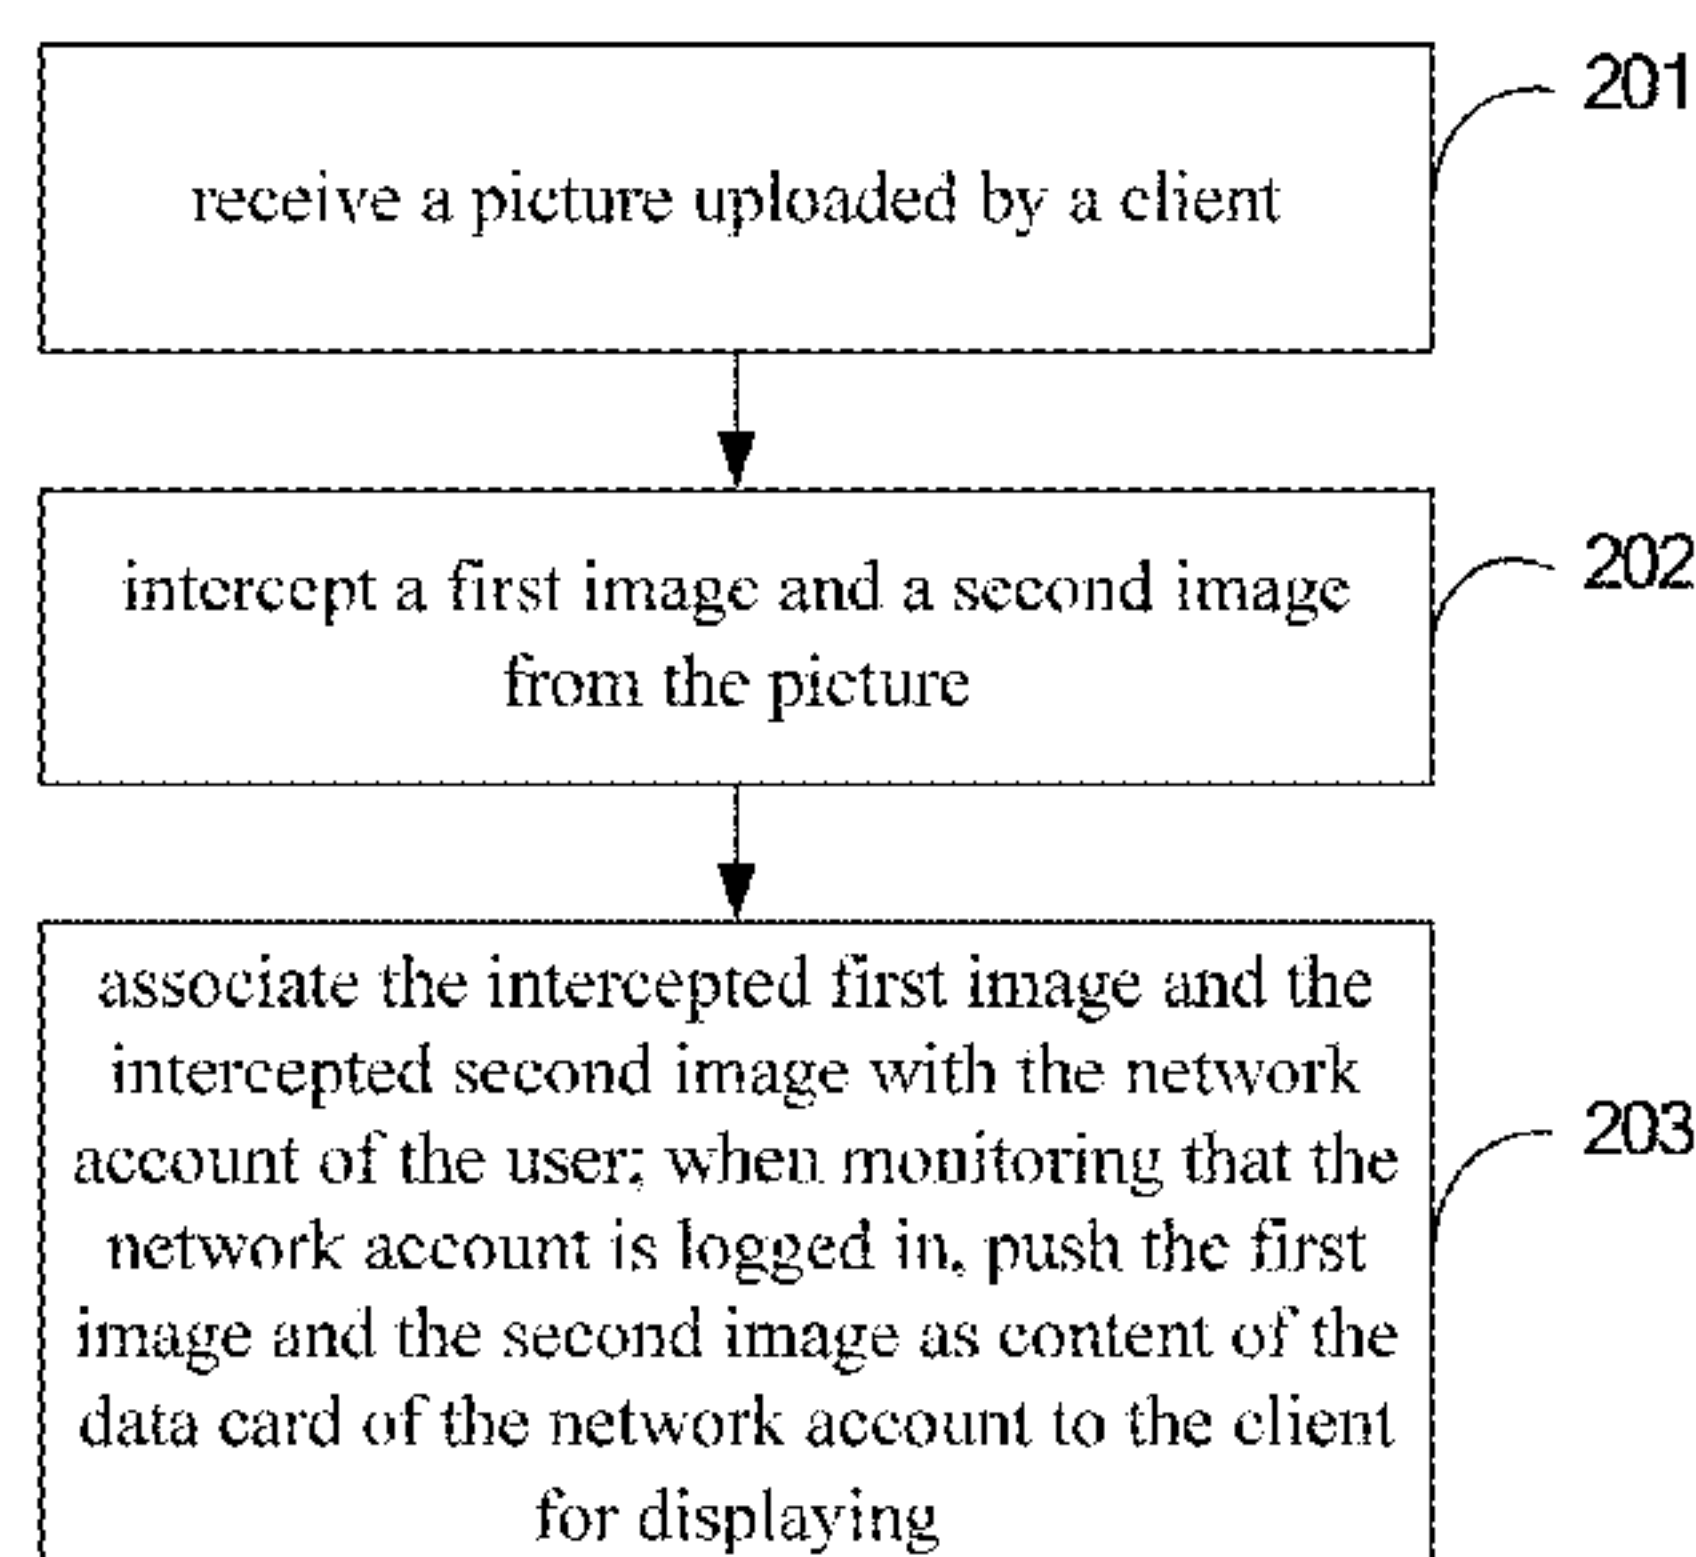 201
receive a picture uploaded by a client
202
intercept a first image and a second image
from the picture
203
associate the intercepted first image and the
intercepted second image with the network
account of the user; when monitoring that the
network account is logged in, push the first
image and the second image as content of the
data card of the network account to the client
for displaying